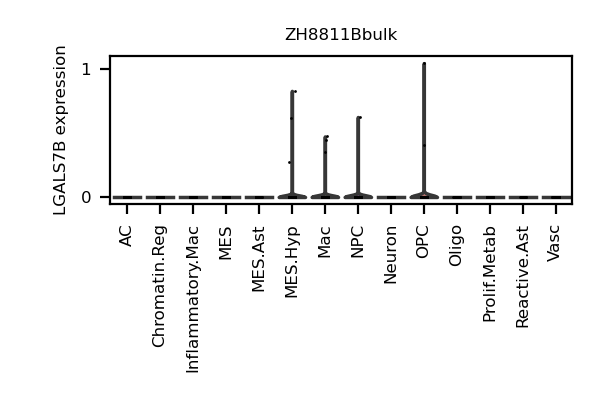 ZH8811Bbulk
LGALS7B expression
1
0
AC
Chromatin.Reg
Inflammatory.Mac
MES
MES.Ast
MES.Hyp
Mac
NPC
Neuron
OPC
Oligo
Prolif.Metab
Reactive.Ast
Vasc